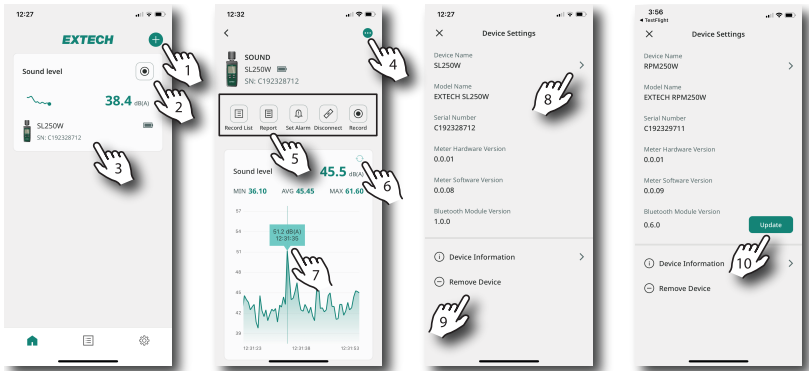 12:27
EXTECH
1
Sound level
2
38.4 dB(A)
SL250W
SN: C192328712
3
12:32
4
SOUND
SL250W
SN: C192328712
Record List Report Set Alarm Disconnect Record
5
Sound level
45.5 dB(A)
6
MIN 36.10 AVG 45.45 MAX 61.60
57
54
51.2 dB(A)
12:31:35
51
7
48
45
42
39
12:31:23 12:31:38 12:31:53
12:27
Device Settings
Device Name
SL250W
8
Model Name
EXTECH SL250W
Serial Number
C192328712
Meter Hardware Version
0.0.01
Meter Software Version
0.0.08
Bluetooth Module Version
1.0.0
Device Information
Remove Device
9
3:56
TestFlight
Device Settings
Device Name
RPM250W
Model Name
EXTECH RPM250W
Serial Number
C192329711
Meter Hardware Version
0.0.01
Meter Software Version
0.0.09
Bluetooth Module Version
0.6.0
Update
Device Information
10
Remove Device